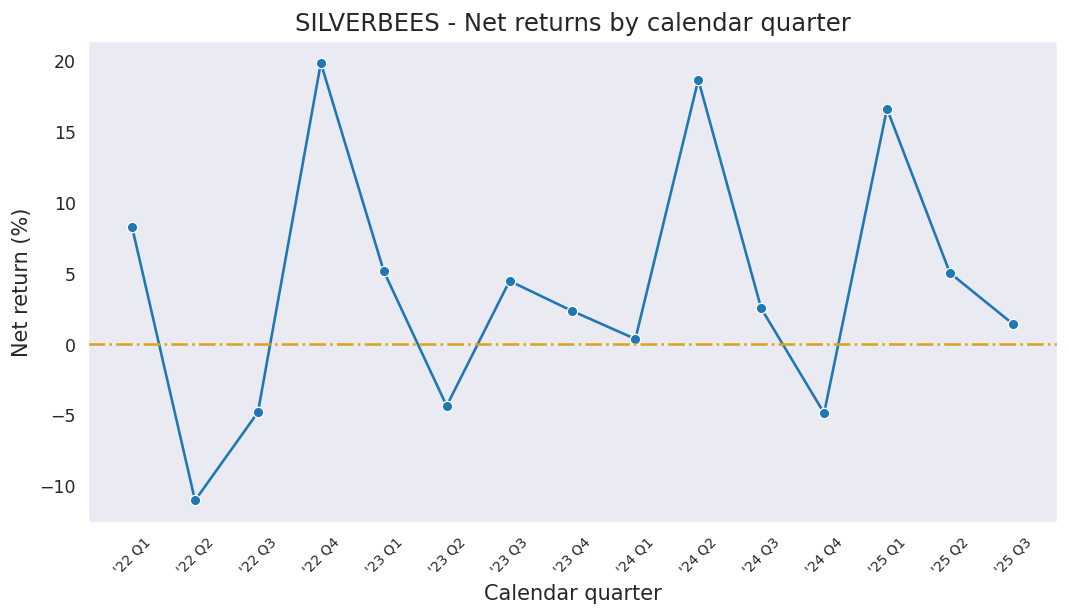 SILVERBEES - Net returns by calendar quarter
Net return (%)
20
15
10
5
0
−5
−10
'22 Q1
'22 Q2
'22 Q3
'22 Q4
'23 Q1
'23 Q2
'23 Q3
'23 Q4
'24 Q1
'24 Q2
'24 Q3
'24 Q4
'25 Q1
'25 Q2
'25 Q3
Calendar quarter